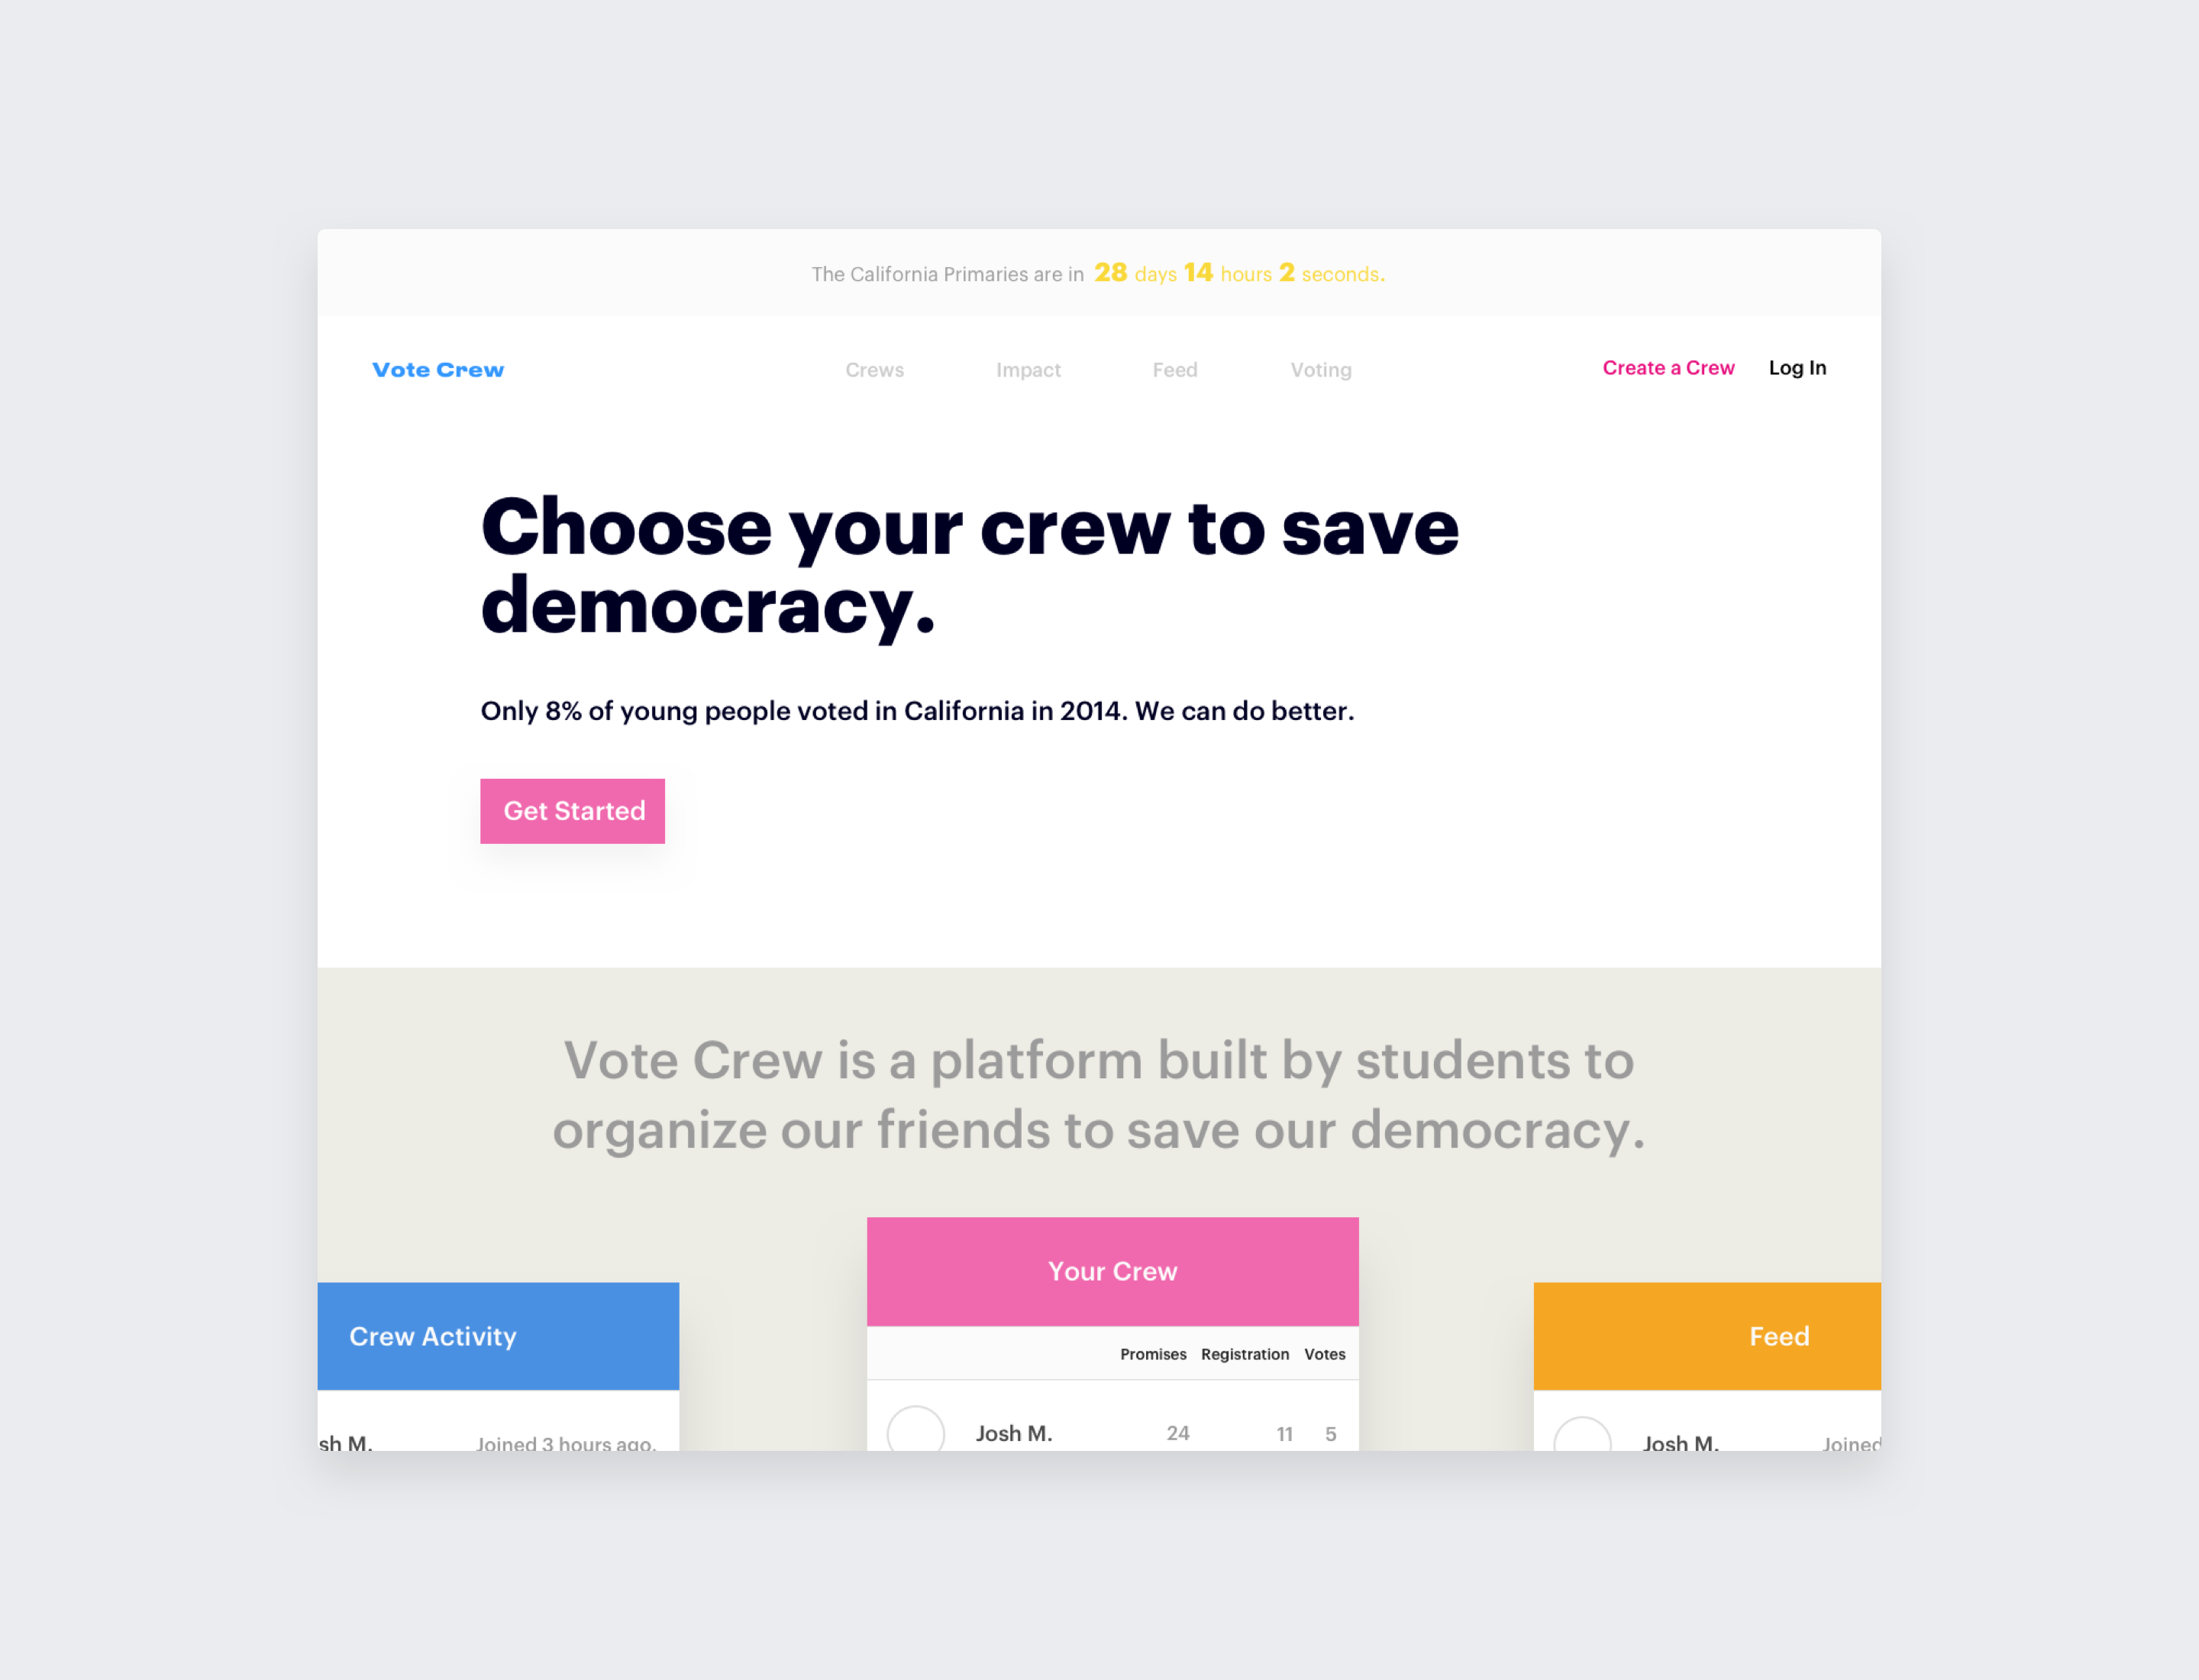 The California Primaries are in 28 days 14 hours 2 seconds.
Vote Crew Crews Impact Feed Voting Create a Crew Log In
Choose your crew to save
democracy.
Only 8% of young people voted in California in 2014. We can do better.
Get Started
Vote Crew is a platform built by students to
organize our friends to save our democracy.
Your Crew
Crew Activity
Feed
Promises Registration Votes
Josh M. 24 11 5
sh M. Joined 3 hours ago.
Josh M. Joined